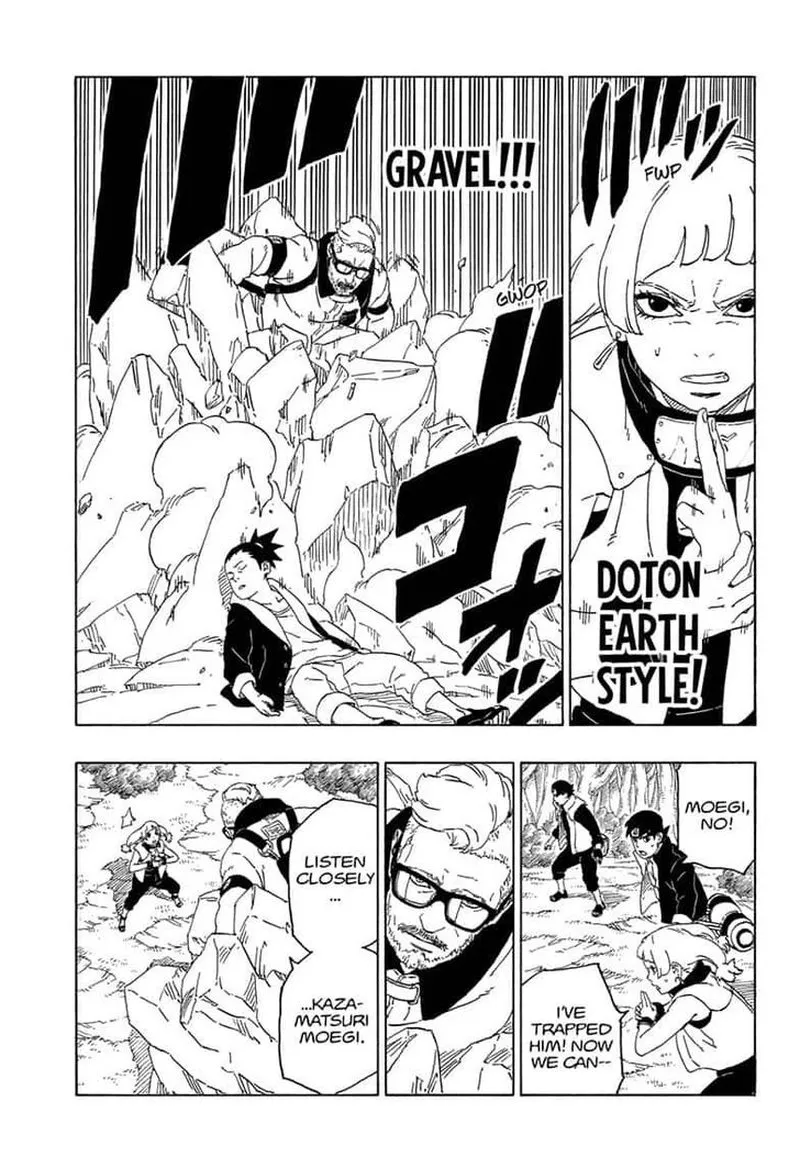 FWP
DOTON
EARTH
STYLE!
GRAVEL!!!
GWOP
MOEGI,
NO!
I'VE
TRAPPED
HIM! NOW
WE CAN--
LISTEN
CLOSELY
...
...KAZA-
MATSURI
MOEGI.